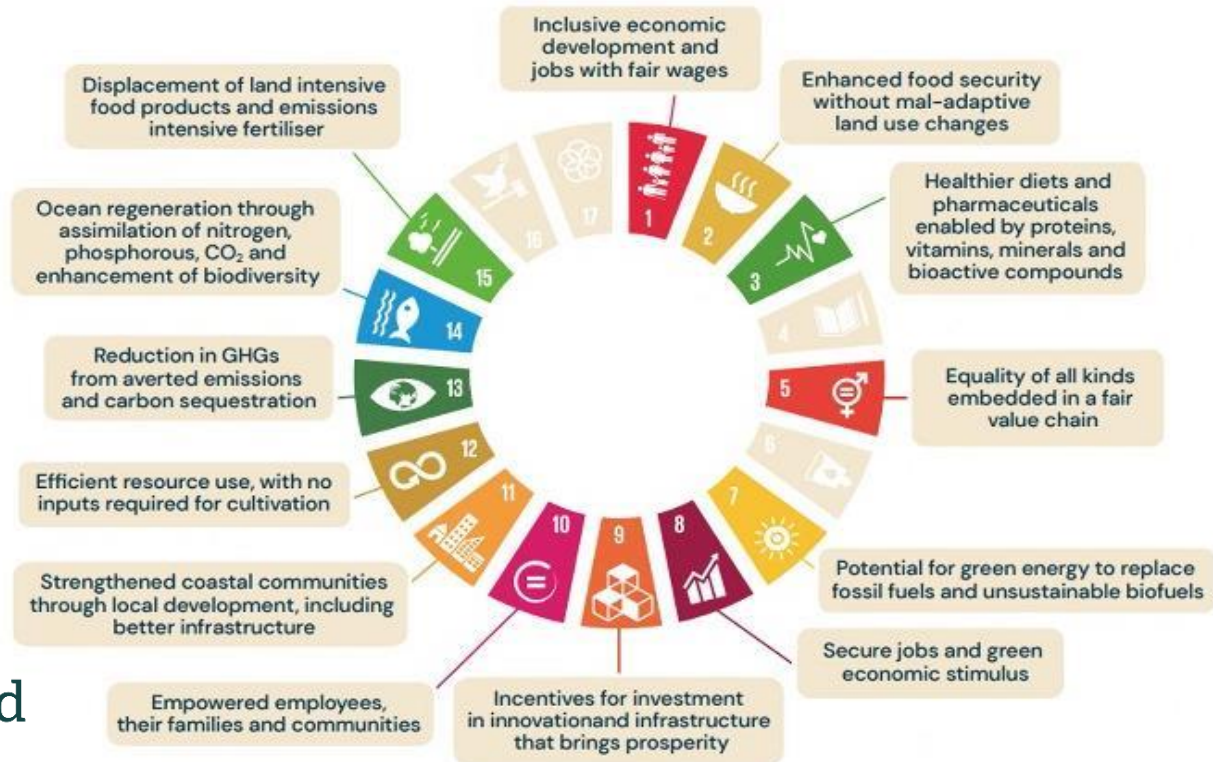 Inclusive economic
development and
jobs with fair wages
Enhanced food security
without mal-adaptive
land use changes
Healthier diets and
pharmaceuticals
enabled by proteins,
vitamins, minerals and
bioactive compounds
Equality of all kinds
embedded in a fair
value chain
Potential for green energy to replace
fossil fuels and unsustainable biofuels
Secure jobs and green
economic stimulus
Incentives for investment
in innovationand infrastructure
that brings prosperity
Empowered employees,
their families and communities
Strengthened coastal communities
through local development, including
better infrastructure
Efficient resource use, with no
inputs required for cultivation
Reduction in GHGs
from averted emissions
and carbon sequestration
Ocean regeneration through
assimilation of nitrogen,
phosphorous, CO₂ and
enhancement of biodiversity
Displacement of land intensive
food products and emissions
intensive fertiliser
1
2
3
4
5
6
7
8
9
10
11
12
13
14
15
16
17
d